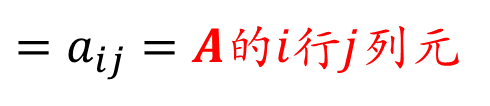 = a_{ij} = A的i行j列元